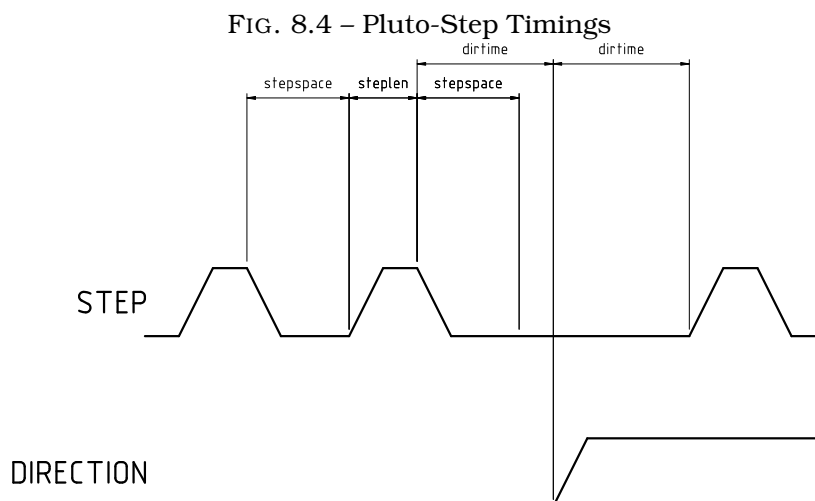 FIG. 8.4 – Pluto-Step Timings
dirtime dirtime
stepspace steplen stepspace
STEP
DIRECTION